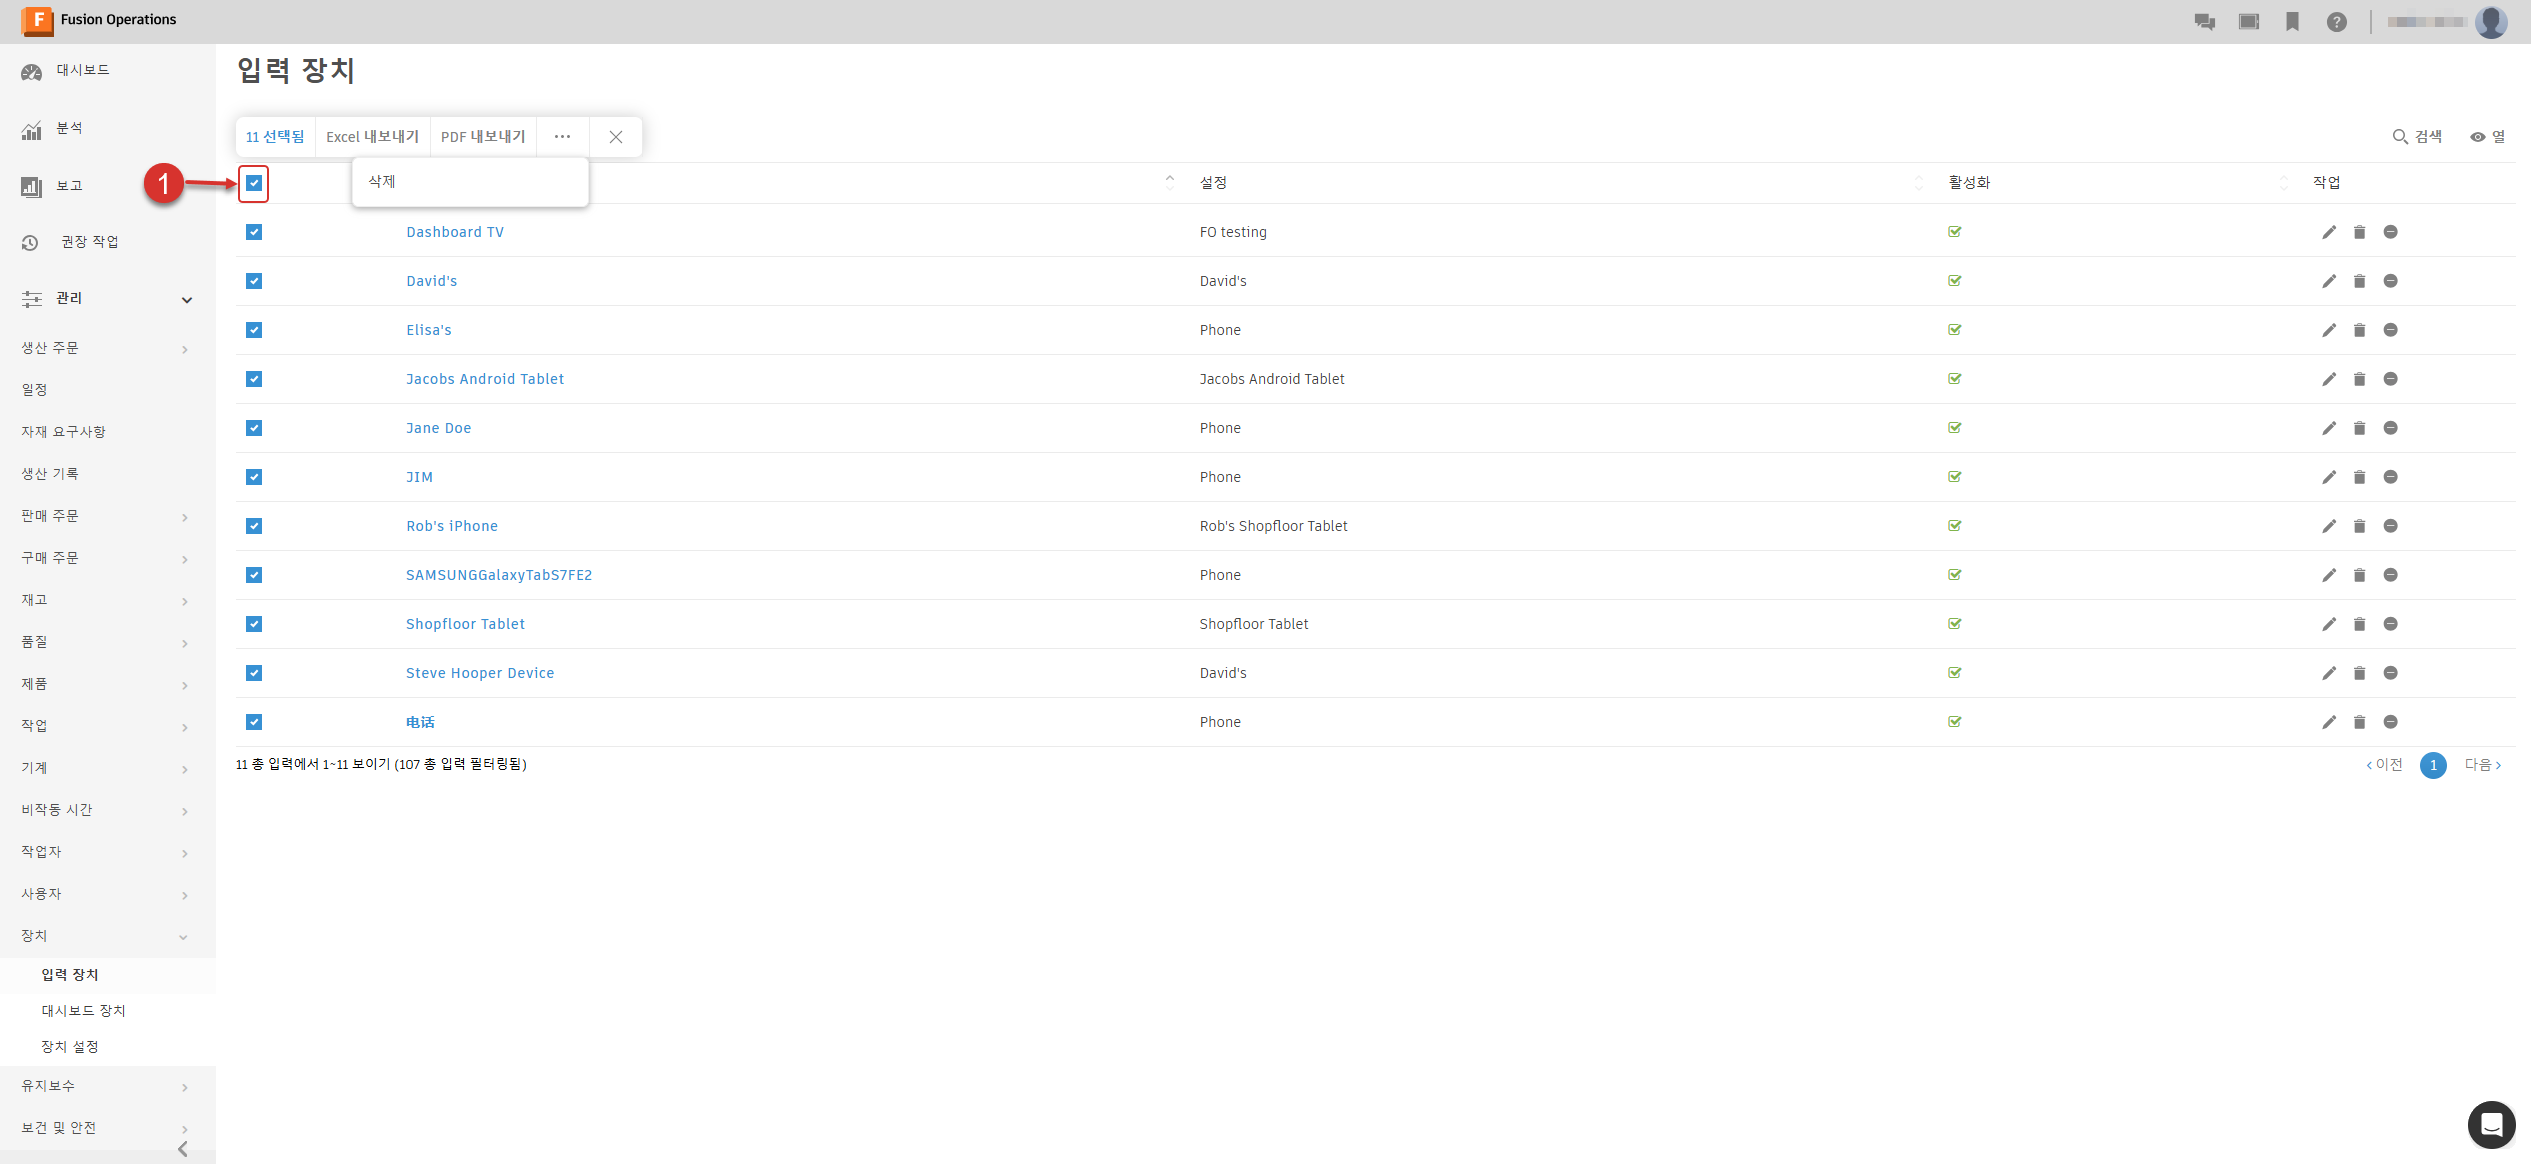 F Fusion Operations
대시보드
분석
보고
권장 작업
관리
생산 주문
일정
자재 요구사항
생산 기록
판매 주문
구매 주문
재고
품질
제품
작업
기계
비작동 시간
작업자
사용자
장치
입력 장치
대시보드 장치
장치 설정
유지보수
보건 및 안전
입력 장치
11 선택됨 Excel 내보내기 PDF 내보내기 ...
검색 열
삭제
1
설정 활성화 작업
Dashboard TV FO testing
David's David's
Elisa's Phone
Jacobs Android Tablet Jacobs Android Tablet
Jane Doe Phone
JIM Phone
Rob's iPhone Rob's Shopfloor Tablet
SAMSUNGGalaxyTabS7FE2 Phone
Shopfloor Tablet Shopfloor Tablet
Steve Hooper Device David's
电话 Phone
11 총 입력에서 1~11 보이기 (107 총 입력 필터링됨)
이전 1 다음